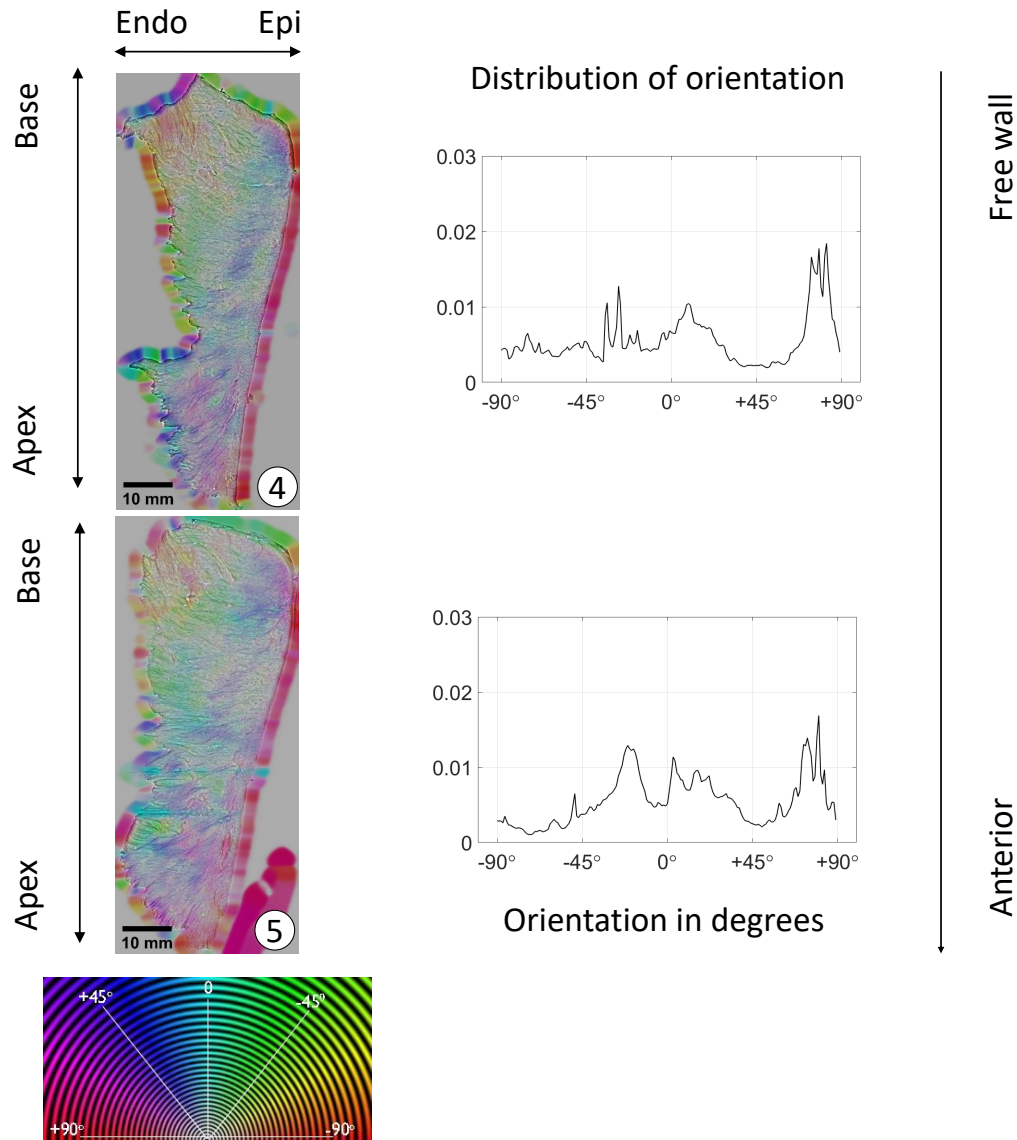 Endo Epi
Base
Apex
10 mm
4
Distribution of orientation
0.03
0.02
0.01
0
-90° -45° 0° +45° +90°
Free wall
Base
Apex
10 mm
5
0.03
0.02
0.01
0
-90° -45° 0° +45° +90°
Orientation in degrees
Anterior
+45° 0 -45°
+90° -90°